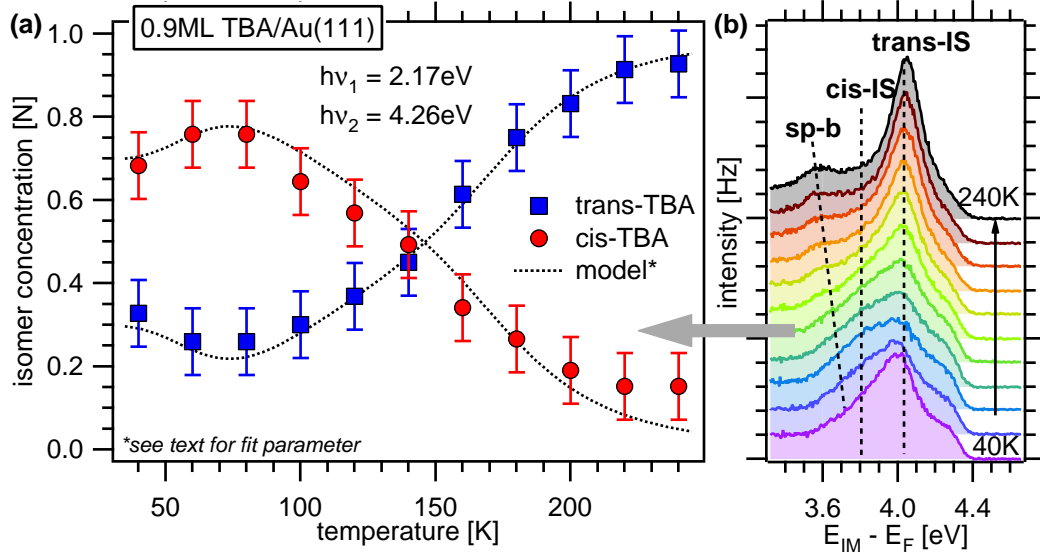 (a)
0.9ML TBA/Au(111)
hν₁ = 2.17eV
hν₂ = 4.26eV
trans-TBA
cis-TBA
model*
*see text for fit parameter
isomer concentration [N]
1.0
0.8
0.6
0.4
0.2
0.0
50
100
150
200
temperature [K]
(b)
trans-IS
cis-IS
sp-b
240K
40K
intensity [Hz]
3.6
4.0
4.4
E_IM - E_F [eV]